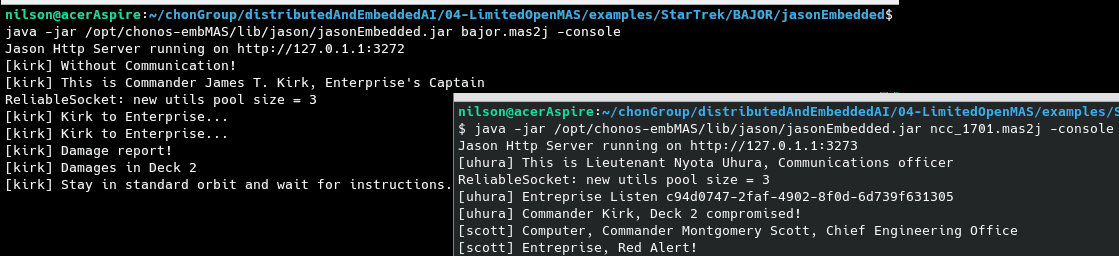 nilson@acerAspire:~/chonGroup/distributedAndEmbeddedAI/04-LimitedOpenMAS/examples/StarTrek/BAJOR/jasonEmbedded$
java -jar /opt/chonos-embMAS/lib/jason/jasonEmbedded.jar bajor.mas2j -console
Jason Http Server running on http://127.0.1.1:3272
[kirk] Without Communication!
[kirk] This is Commander James T. Kirk, Enterprise's Captain
ReliableSocket: new utils pool size = 3
[kirk] Kirk to Enterprise...
[kirk] Kirk to Enterprise...
[kirk] Damage report!
[kirk] Damages in Deck 2
[kirk] Stay in standard orbit and wait for instructions.
nilson@acerAspire:~/chonGroup/distributedAndEmbeddedAI/04-LimitedOpenMAS/examples/S
$ java -jar /opt/chonos-embMAS/lib/jason/jasonEmbedded.jar ncc_1701.mas2j -console
Jason Http Server running on http://127.0.1.1:3273
[uhura] This is Lieutenant Nyota Uhura, Communications officer
ReliableSocket: new utils pool size = 3
[uhura] Entreprise Listen c94d0747-2faf-4902-8f0d-6d739f631305
[uhura] Commander Kirk, Deck 2 compromised!
[scott] Computer, Commander Montgomery Scott, Chief Engineering Office
[scott] Entreprise, Red Alert!